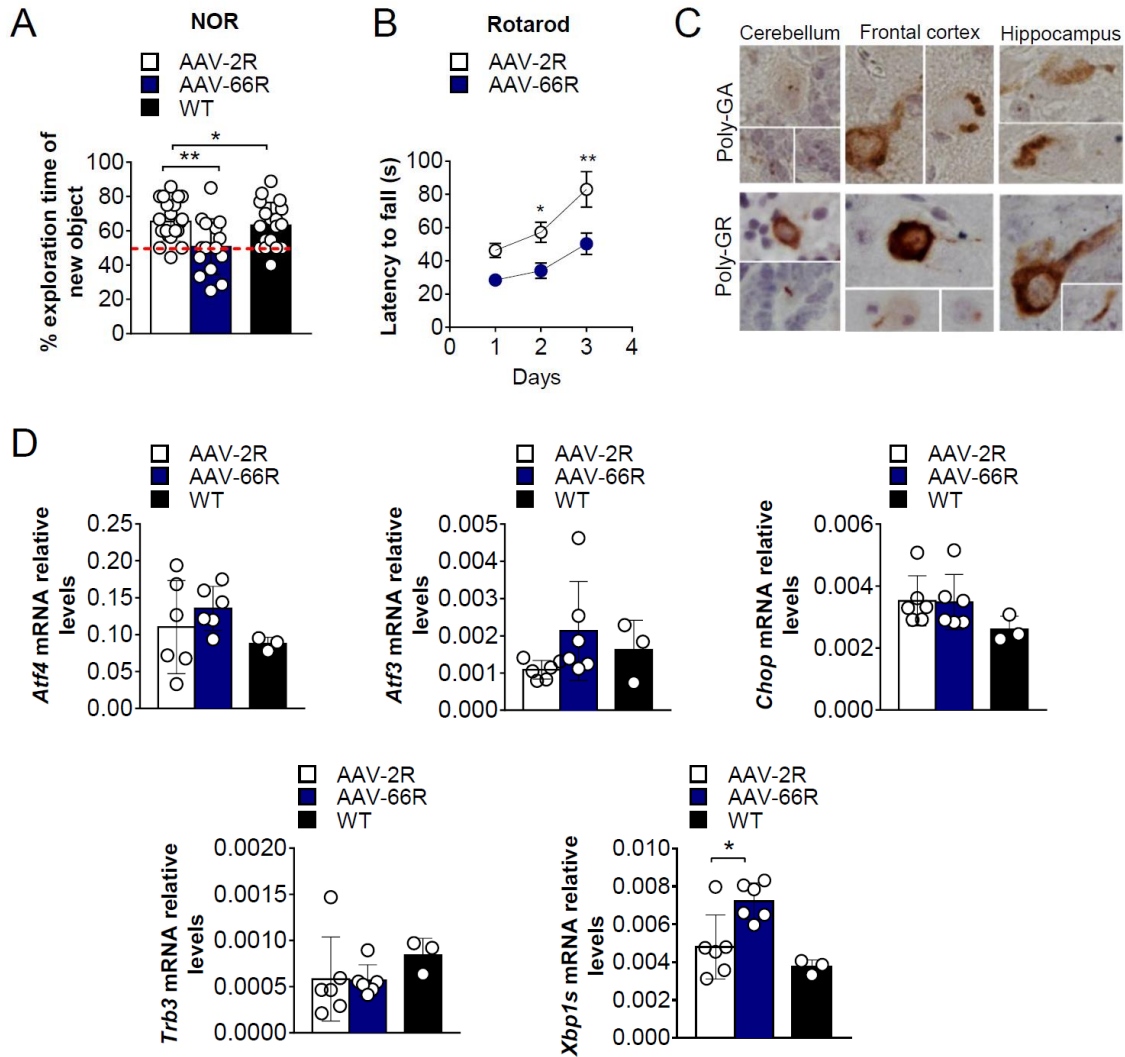 A
NOR
AAV-2R
AAV-66R
WT
*
**
100
80
60
40
20
0
% exploration time of
new object
B
Rotarod
AAV-2R
AAV-66R
**
*
100
80
60
40
20
0
Latency to fall (s)
0 1 2 3 4
Days
C
Cerebellum Frontal cortex Hippocampus
Poly-GA
Poly-GR
D
AAV-2R
AAV-66R
WT
0.25
0.20
0.15
0.10
0.05
0.00
Atf4 mRNA relative
levels
AAV-2R
AAV-66R
WT
0.005
0.004
0.003
0.002
0.001
0.000
Atf3 mRNA relative
levels
AAV-2R
AAV-66R
WT
0.006
0.004
0.002
0.000
Chop mRNA relative
levels
AAV-2R
AAV-66R
WT
0.0020
0.0015
0.0010
0.0005
0.0000
Trb3 mRNA relative
levels
AAV-2R
AAV-66R
WT
*
0.010
0.008
0.006
0.004
0.002
0.000
Xbp1s mRNA relative
levels